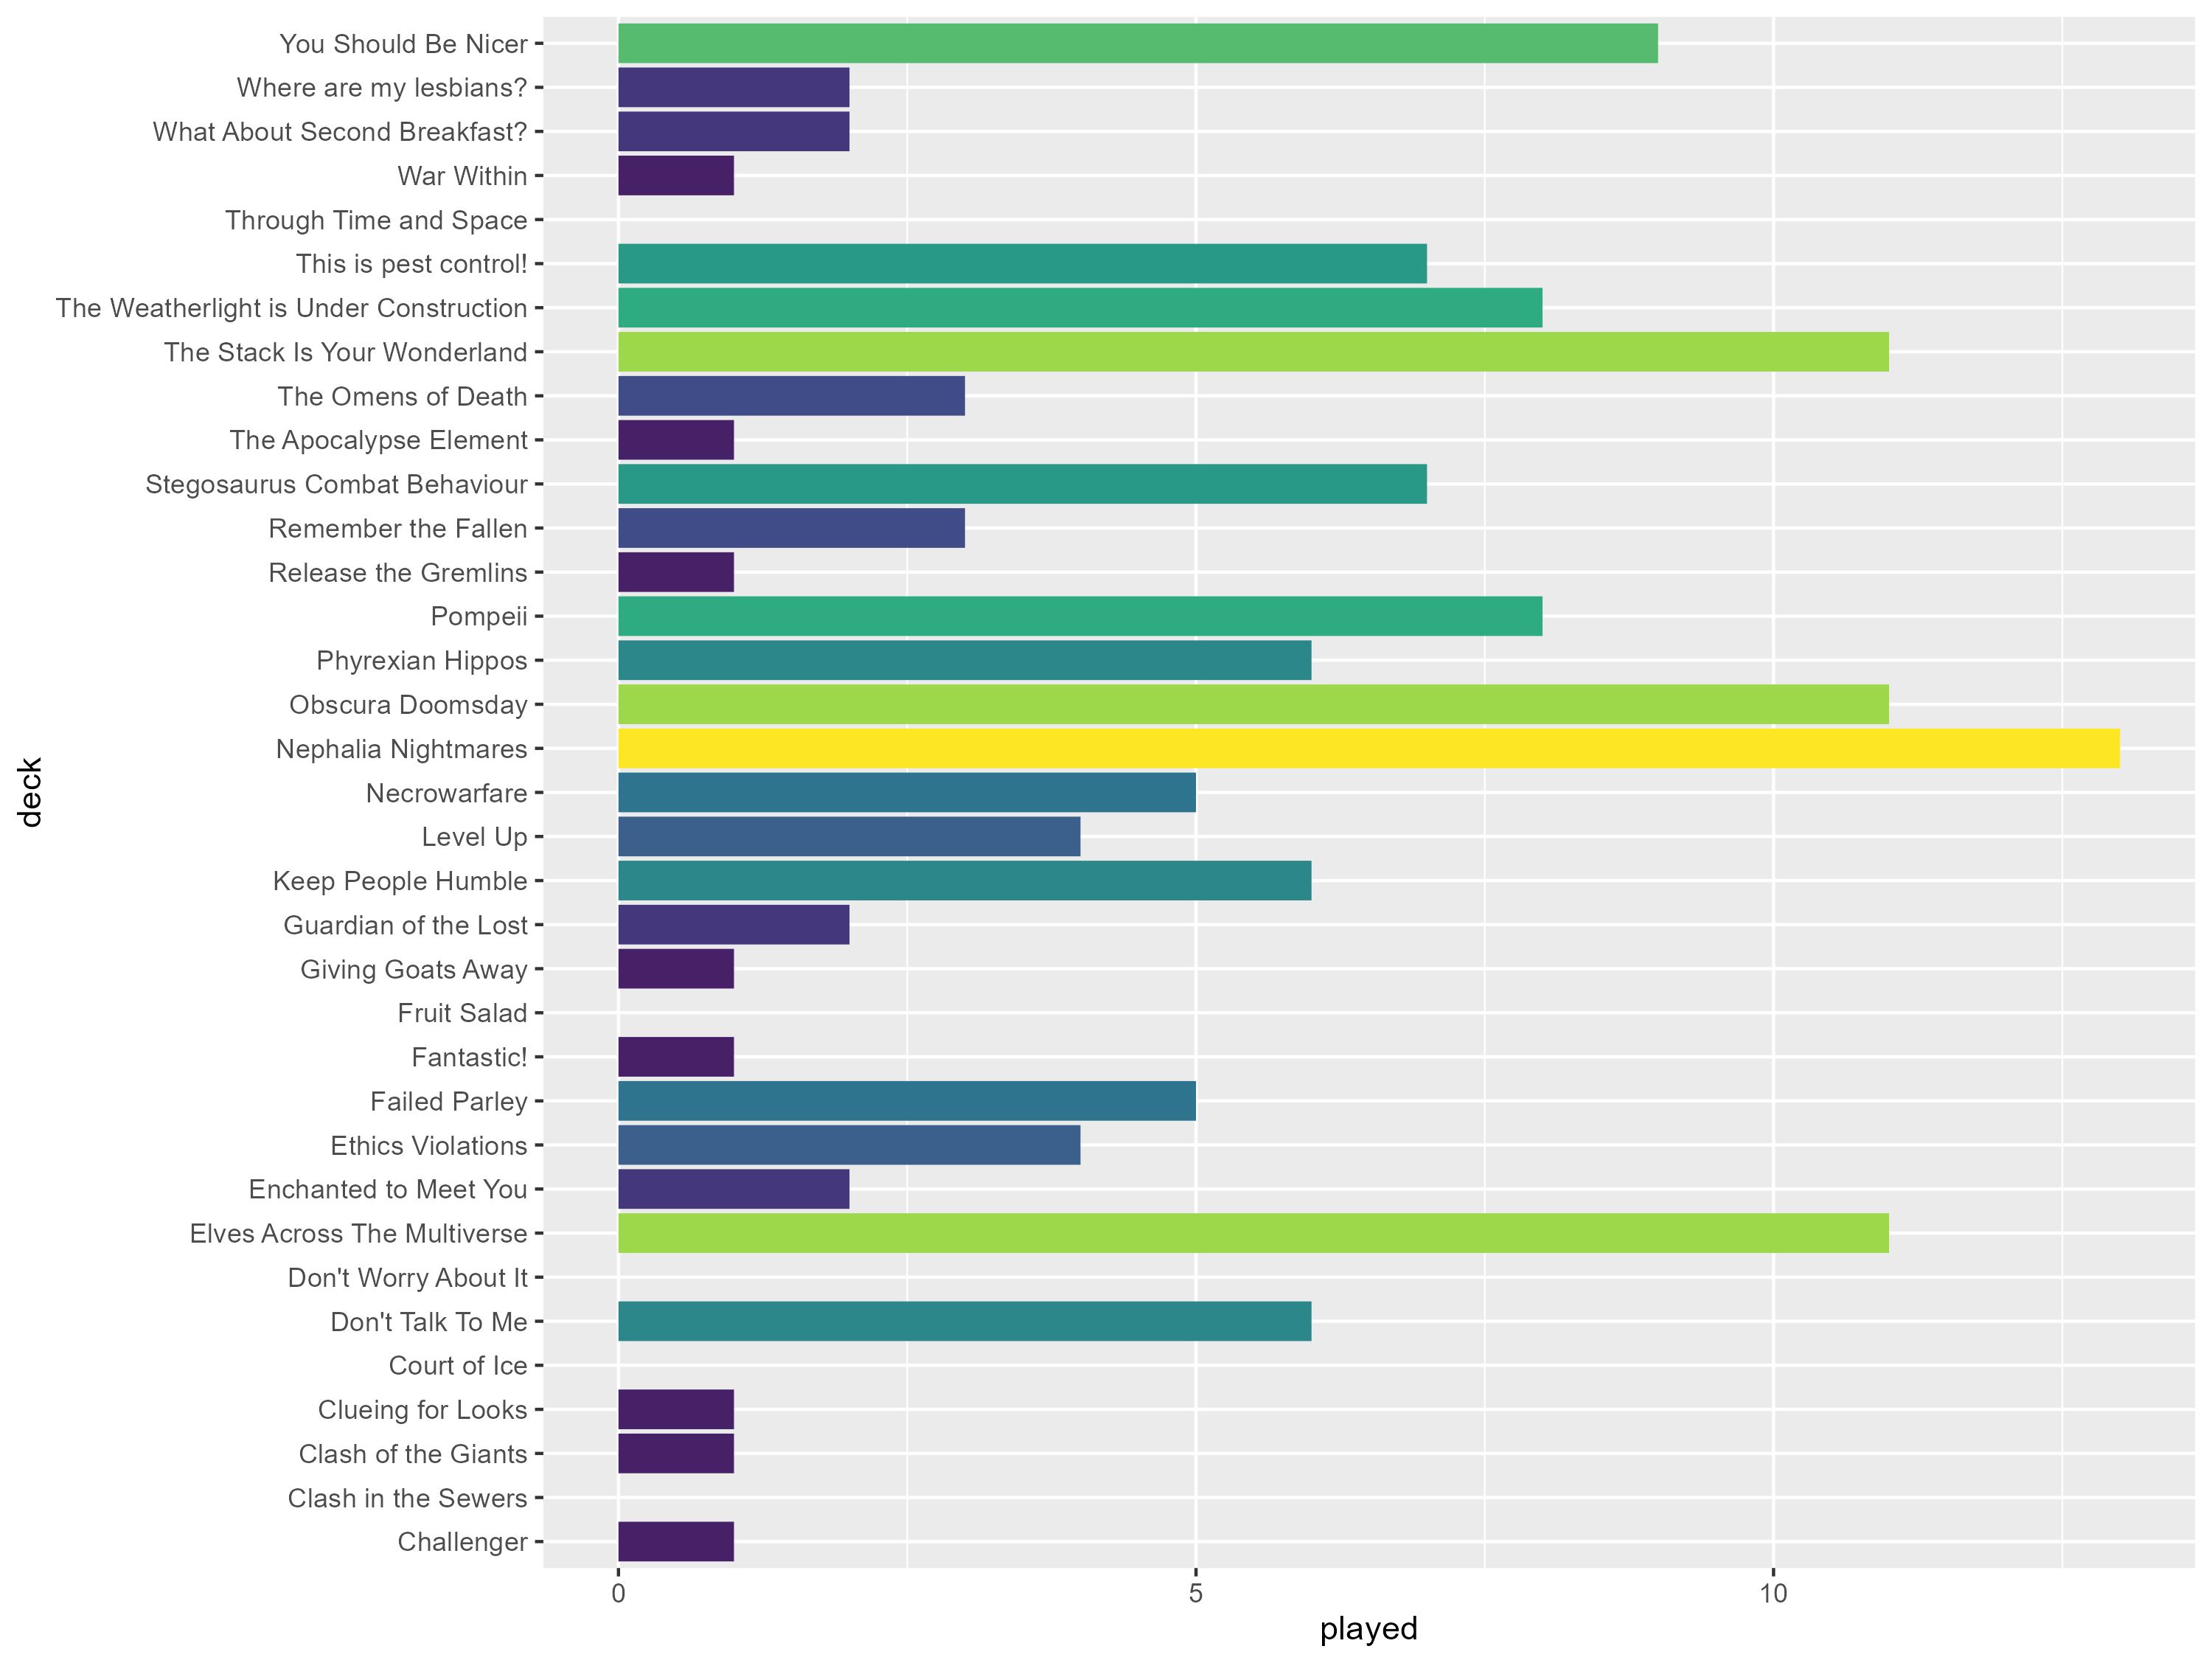 You Should Be Nicer
Where are my lesbians?
What About Second Breakfast?
War Within
Through Time and Space
This is pest control!
The Weatherlight is Under Construction
The Stack Is Your Wonderland
The Omens of Death
The Apocalypse Element
Stegosaurus Combat Behaviour
Remember the Fallen
Release the Gremlins
Pompeii
Phyrexian Hippos
Obscura Doomsday
Nephalia Nightmares
Necrowarfare
Level Up
Keep People Humble
Guardian of the Lost
Giving Goats Away
Fruit Salad
Fantastic!
Failed Parley
Ethics Violations
Enchanted to Meet You
Elves Across The Multiverse
Don't Worry About It
Don't Talk To Me
Court of Ice
Clueing for Looks
Clash of the Giants
Clash in the Sewers
Challenger
deck
0 5 10
played